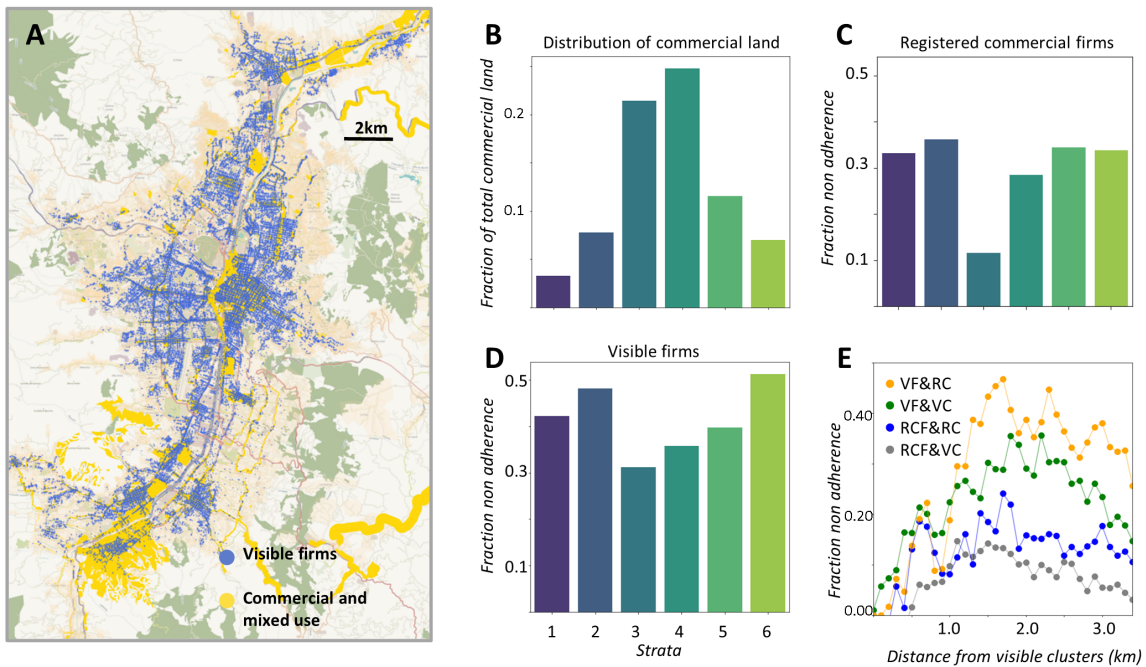 A
2km
Visible firms
Commercial and
mixed use
B
Distribution of commercial land
Fraction of total commercial land
0.2
0.1
C
Registered commercial firms
Fraction non adherence
0.5
0.3
0.1
D
Visible firms
Fraction non adherence
0.5
0.3
0.1
1 2 3 4 5 6
Strata
E
VF&RC
VF&VC
RCF&RC
RCF&VC
Fraction non adherence
0.40
0.20
0.00
1.0 2.0 3.0
Distance from visible clusters (km)